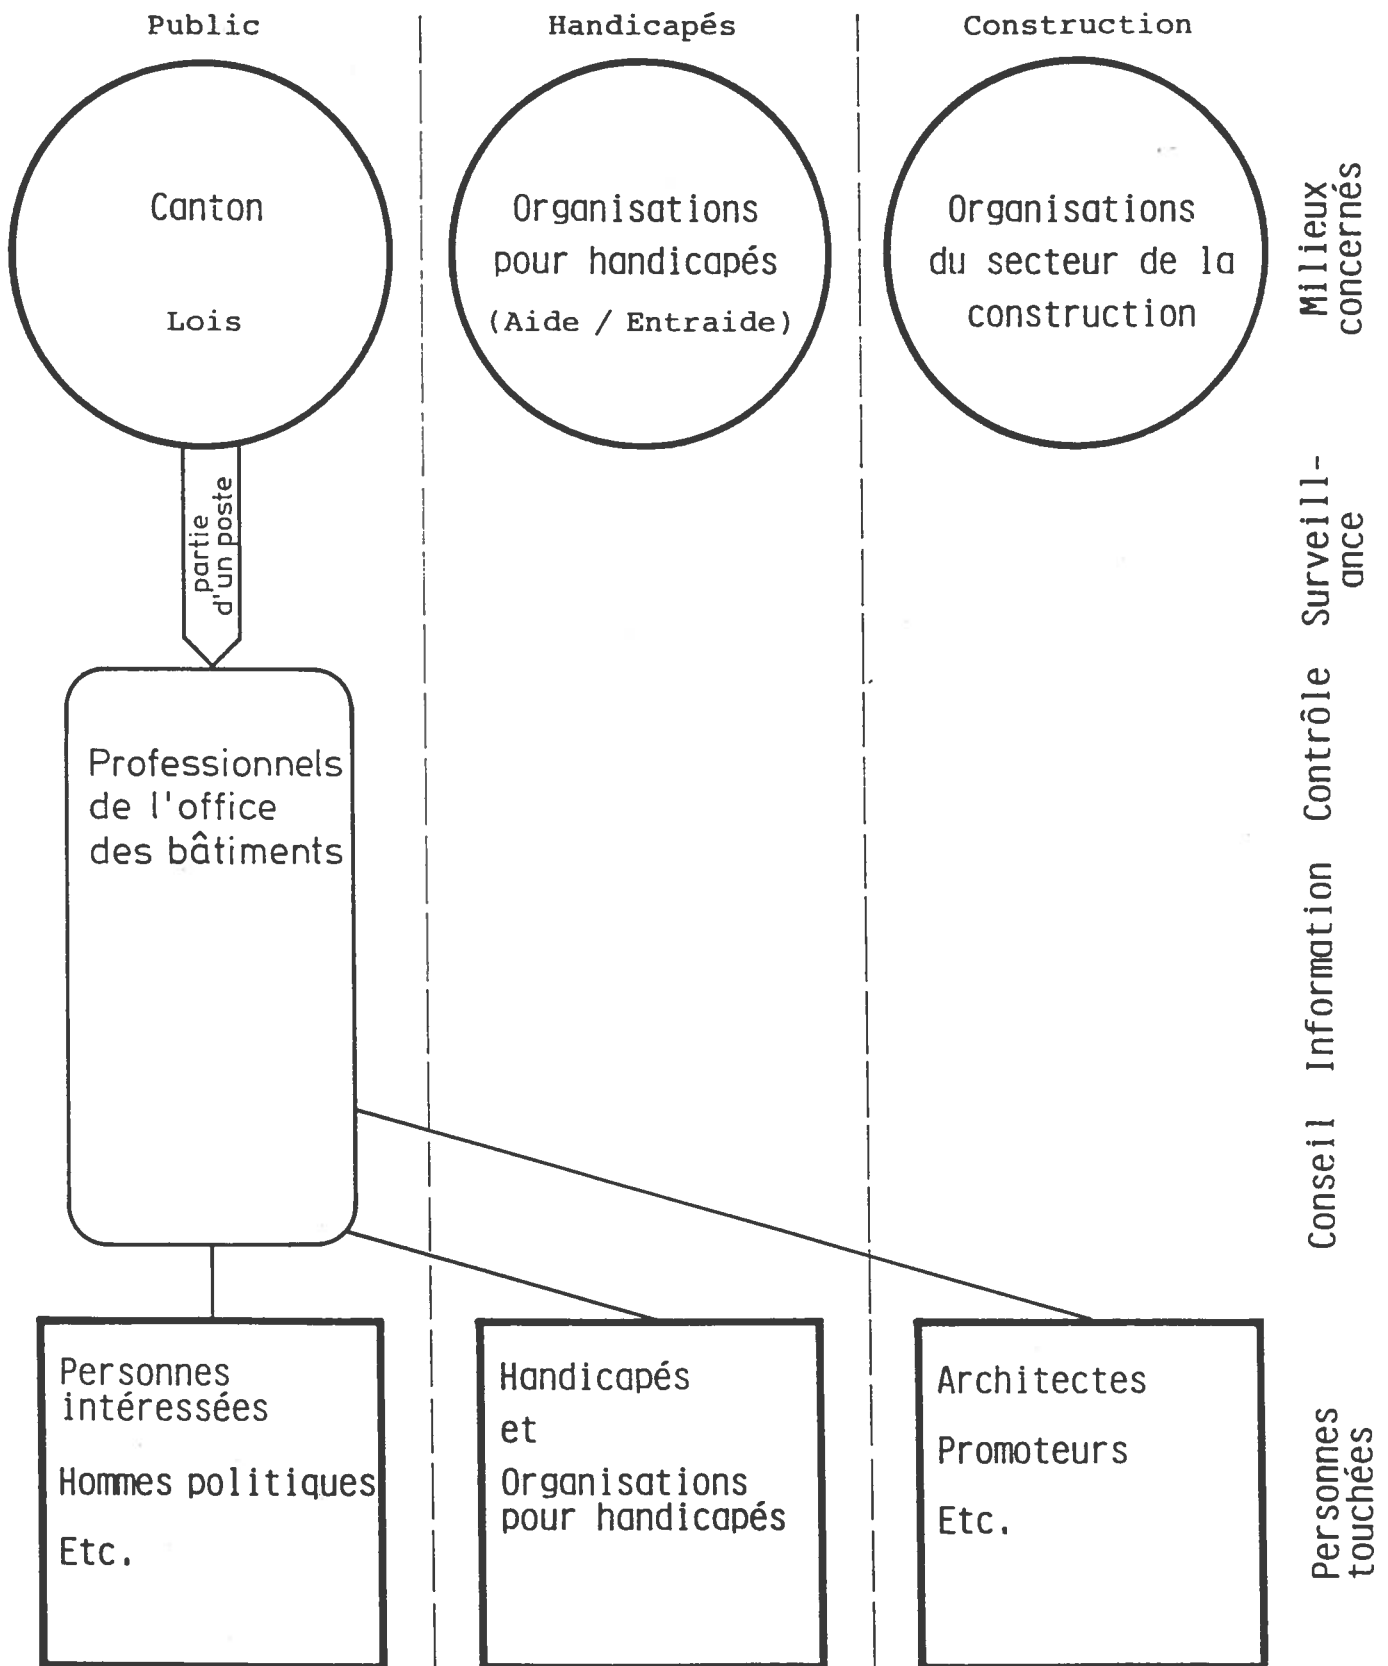 Public
Handicapés
Construction
Canton
Lois
Organisations
pour handicapés
(Aide / Entraide)
Organisations
du secteur de la
construction
Milieux
concernés
partie
d'un poste
Surveill-
ance
Professionnels
de l'office
des bâtiments
Contrôle
Information
Conseil
Personnes
intéressées
Hommes politiques
Etc.
Handicapés
et
Organisations
pour handicapés
Architectes
Promoteurs
Etc.
Personnes
touchées